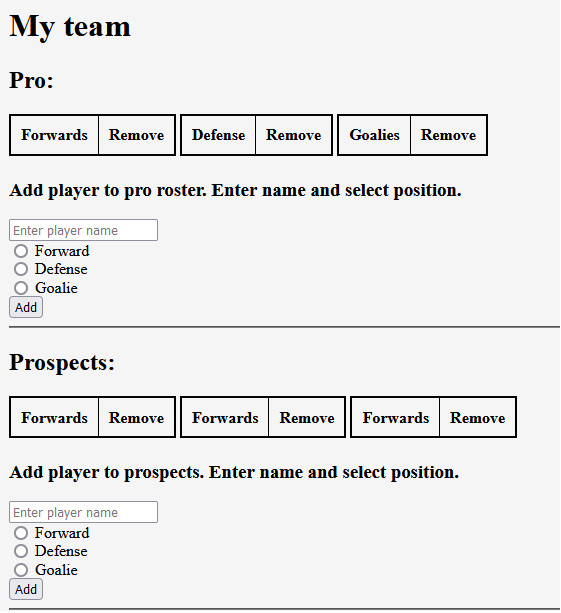 My team
Pro:
Forwards Remove Defense Remove Goalies Remove
Add player to pro roster. Enter name and select position.
Enter player name
Forward
Defense
Goalie
Add
Prospects:
Forwards Remove Forwards Remove Forwards Remove
Add player to prospects. Enter name and select position.
Enter player name
Forward
Defense
Goalie
Add